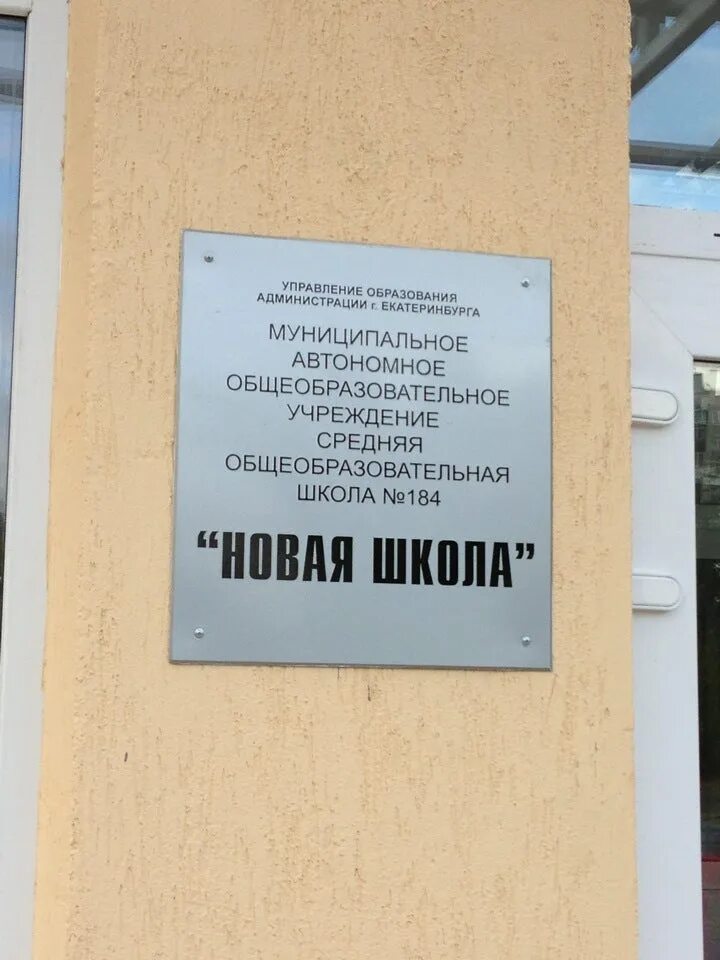 УПРАВЛЕНИЕ ОБРАЗОВАНИЯ
АДМИНИСТРАЦИИ г. ЕКАТЕРИНБУРГА
МУНИЦИПАЛЬНОЕ
АВТОНОМНОЕ
ОБЩЕОБРАЗОВАТЕЛЬНОЕ
УЧРЕЖДЕНИЕ
СРЕДНЯЯ
ОБЩЕОБРАЗОВАТЕЛЬНАЯ
ШКОЛА №184
“НОВАЯ ШКОЛА”